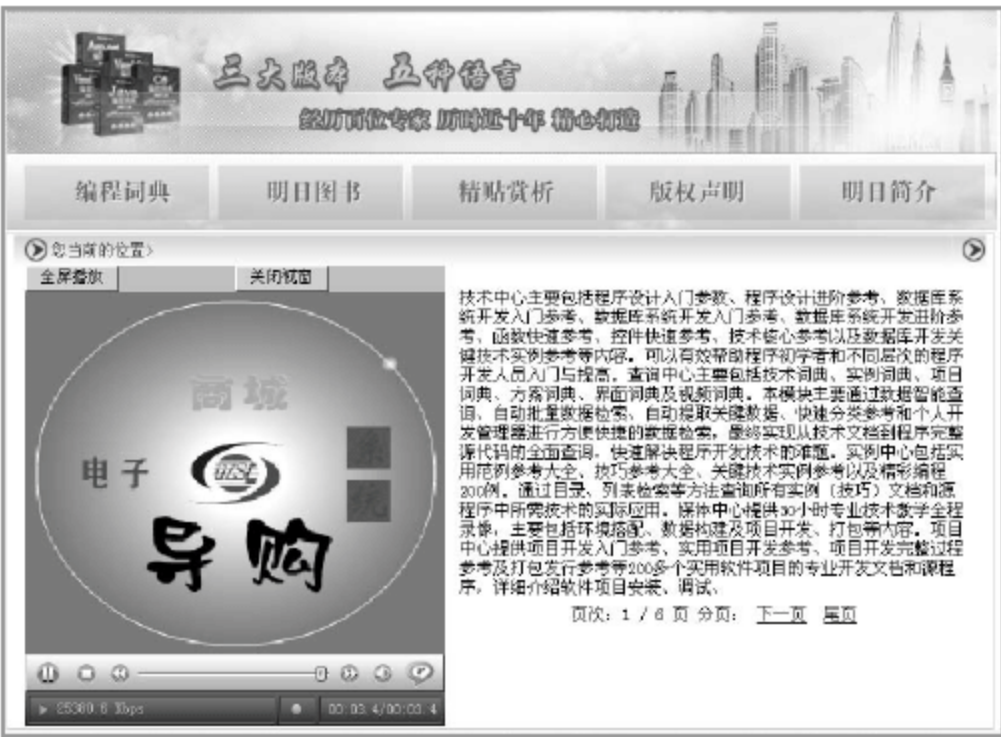 三大版本 五种语言
经历百位专家 历时近十年 精心打造
编程词典 明日图书 精贴赏析 版权声明 明日简介
您当前的位置>
全屏播放 关闭视窗
商城
电子
系统
导购
技术中心主要包括程序设计入门参数、程序设计进阶参考、数据库系
统开发入门参考、数据库系统开发入门参考、数据库系统开发进阶参
考、函数快速参考、控件快速参考、技术核心参考以及数据库开发关
键技术实例参考等内容。可以有效帮助程序初学者和不同层次的程序
开发人员入门与提高。查询中心主要包括技术词典、实例词典、项目
词典、方案词典、界面词典及视频词典。本模块主要通过数据智能查
询、自动批量数据检索、自动提取关键数据、快速分类参考和个人开
发管理器进行方便快捷的数据检索。最终实现从技术文档到程序完整
源代码的全面查询，快速解决程序开发技术的难题。实例中心包括实
用范例参考大全、技巧参考大全、关键技术实例参考以及精彩编程
200例。通过目录、列表检索等方法查询所有实例（技巧）文档和源
程序中所需技术的实际应用。媒体中心提供30小时专业技术教学全程
录像，主要包括环境搭配、数据构建及项目开发、打包等内容。项目
中心提供项目开发入门参考、实用项目开发参考、项目开发完整过程
参考及打包发行参考等200多个实用软件项目的专业开发文档和源程
序，详细介绍软件项目安装、调试、
页次：1 / 6 页 分页： 下一页 尾页
25380.6 Kbps 00:03.4/00:03.4